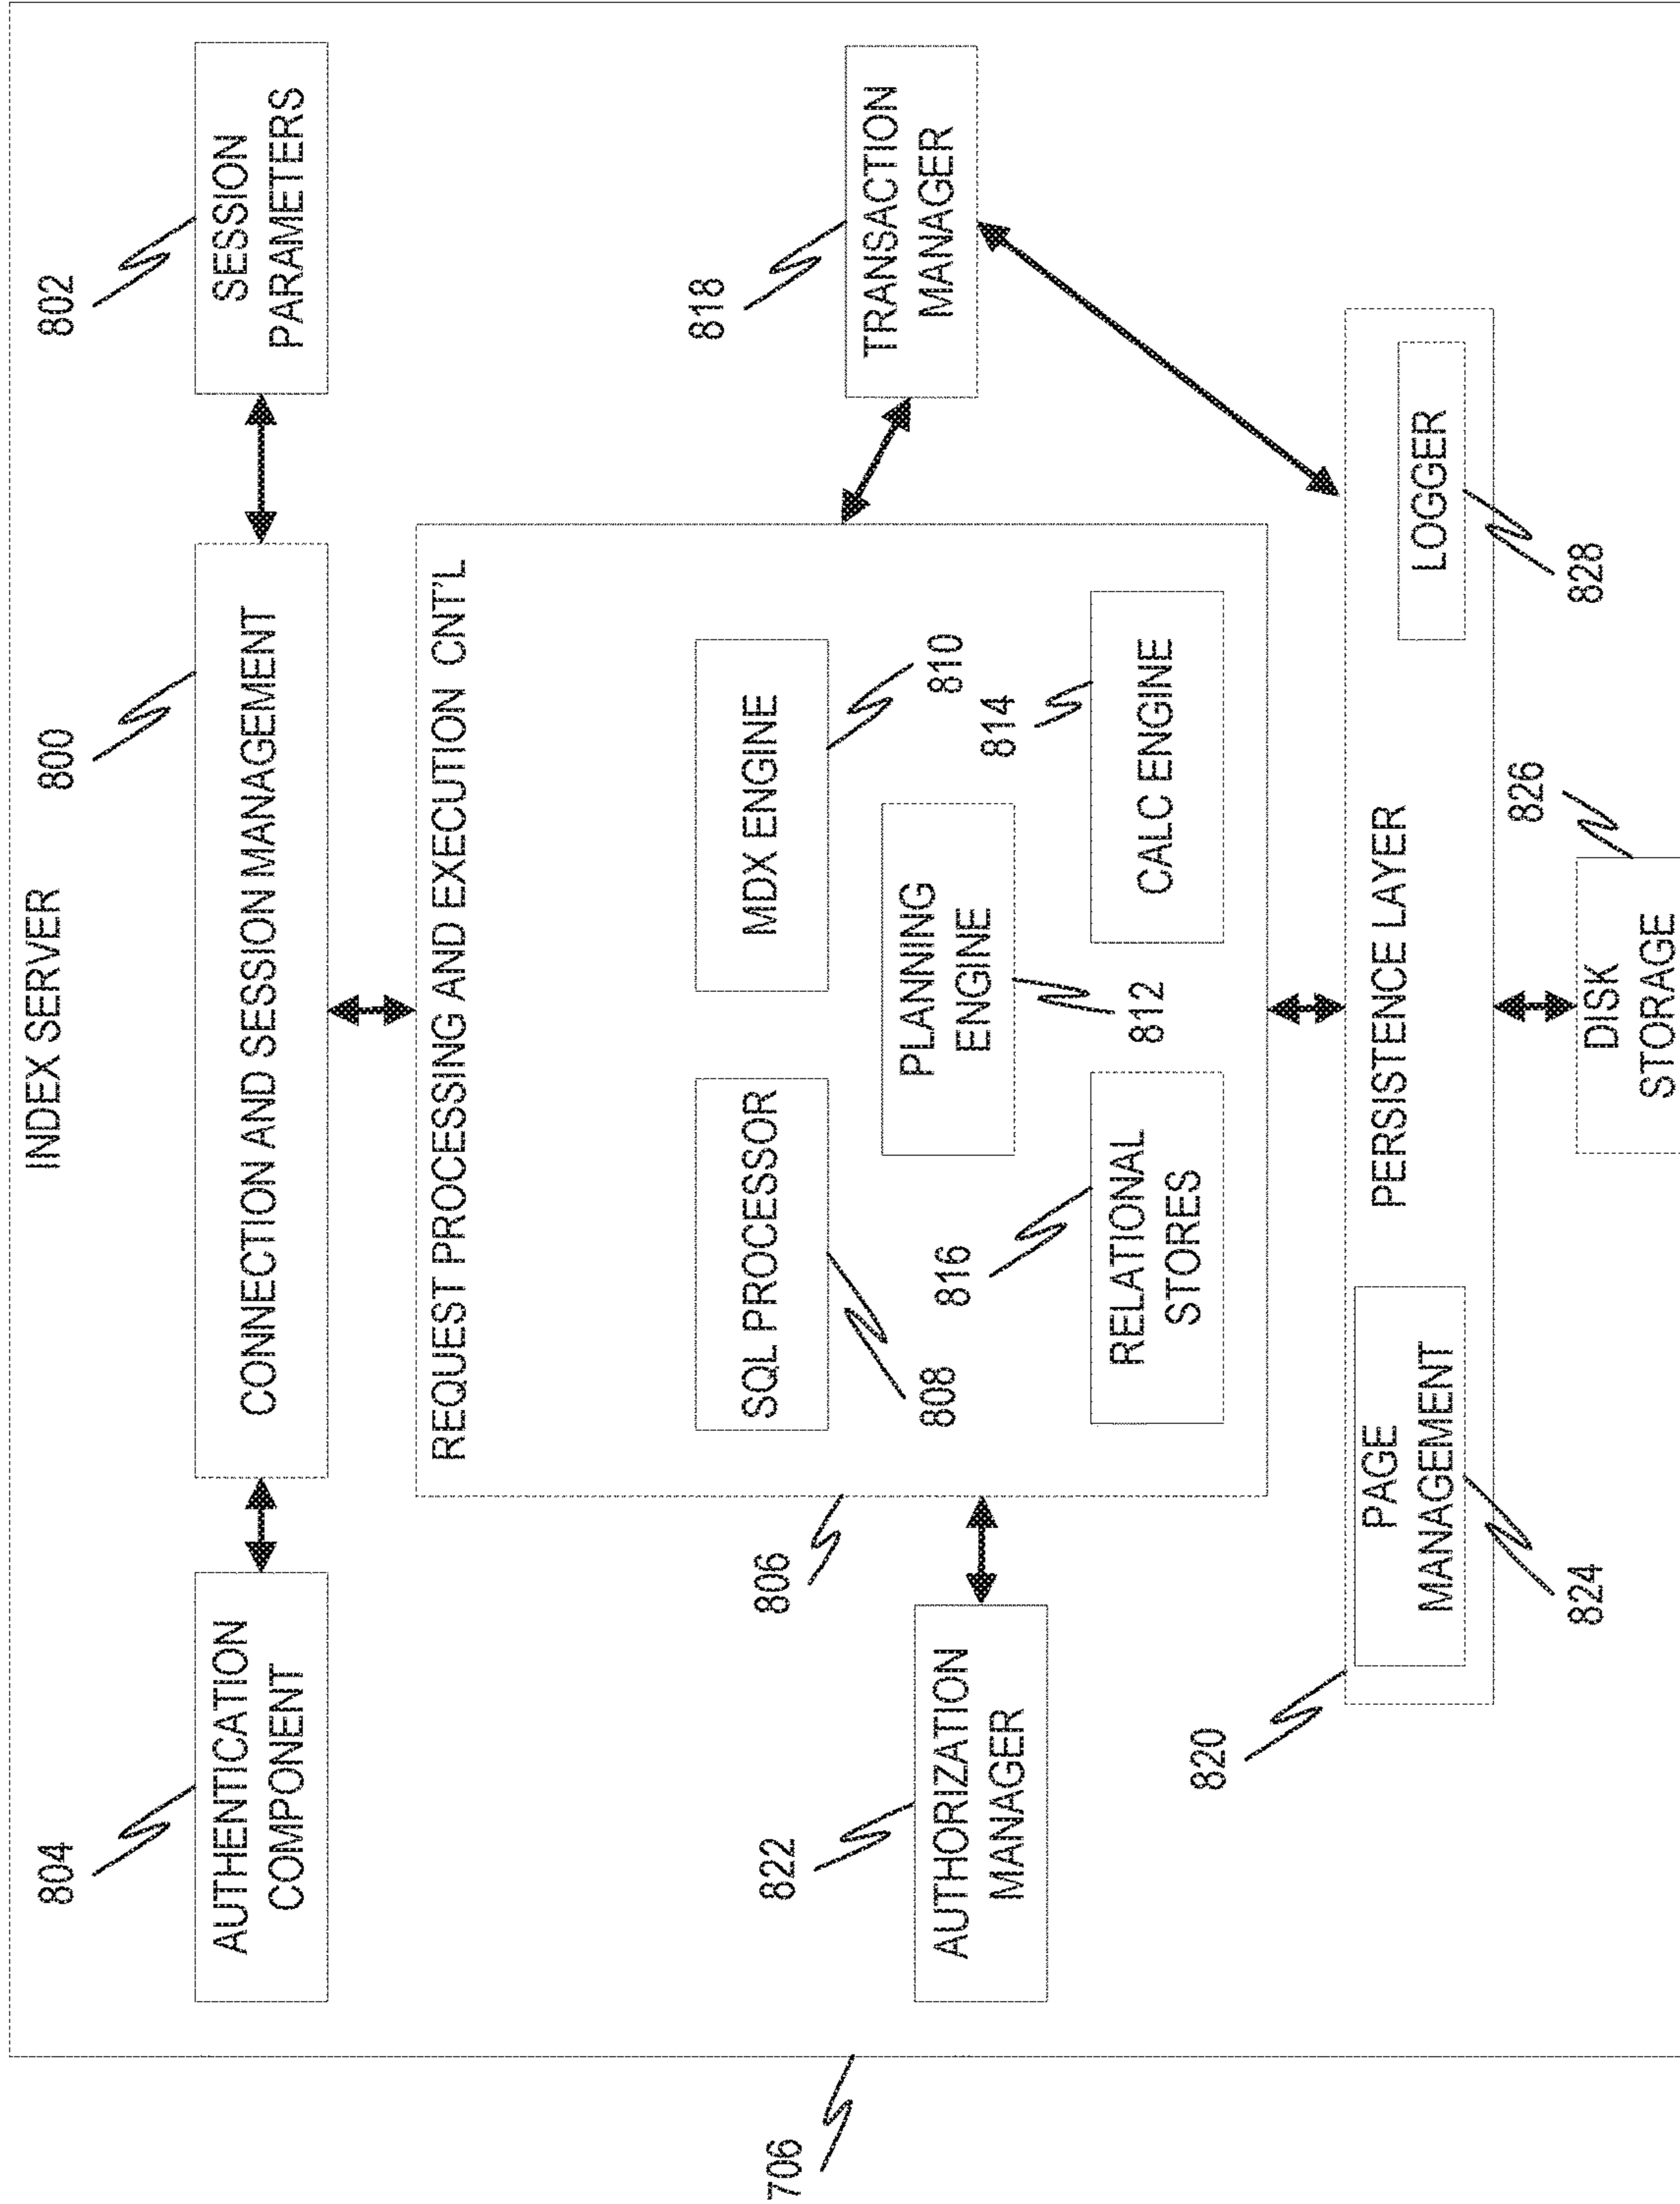 INDEX SERVER
804
800
802
AUTHENTICATION
COMPONENT
CONNECTION AND SESSION MANAGEMENT
SESSION
PARAMETERS
REQUEST PROCESSING AND EXECUTION CNT'L
706
822
806
818
AUTHORIZATION
MANAGER
SQL PROCESSOR
MDX ENGINE
TRANSACTION
MANAGER
808
810
PLANNING
ENGINE
816
812
814
RELATIONAL
STORES
CALC ENGINE
820
PERSISTENCE LAYER
PAGE
MANAGEMENT
LOGGER
824
826
828
DISK
STORAGE